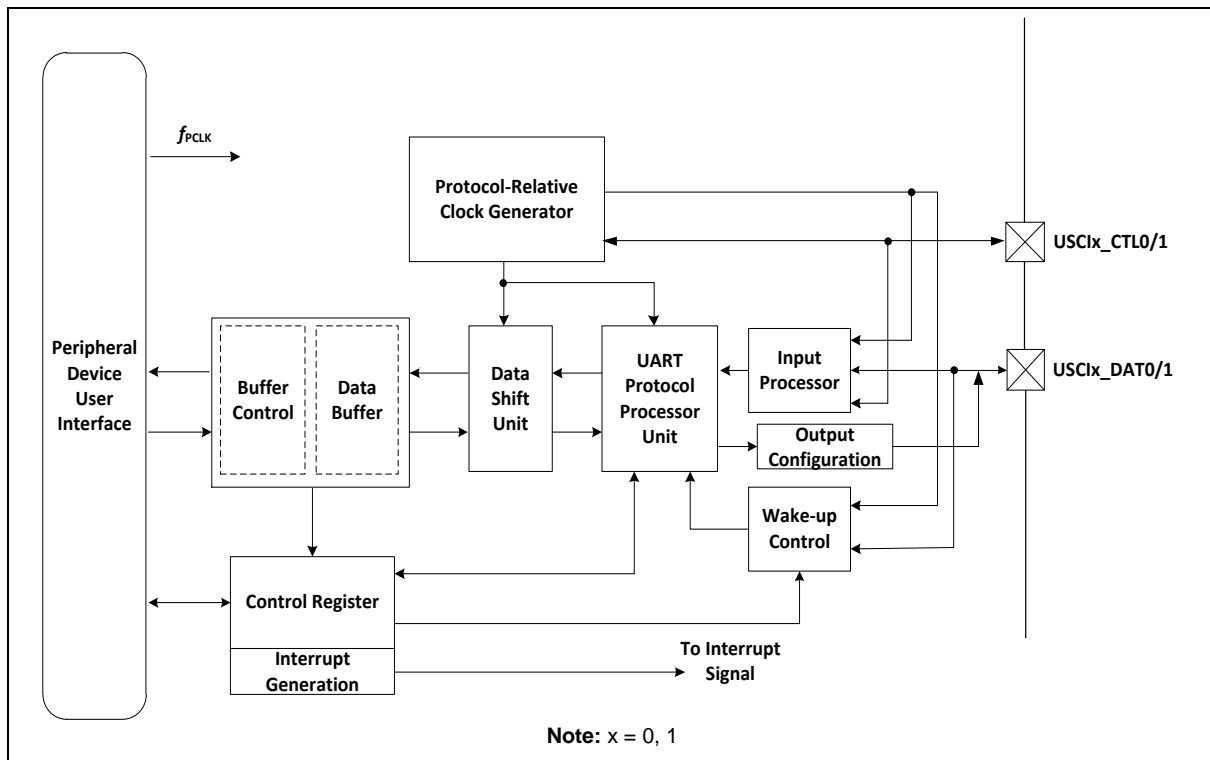 fPCLK
Protocol-Relative
Clock Generator
USCIx_CTL0/1
Peripheral
Device
User
Interface
Buffer
Control
Data
Buffer
Data
Shift
Unit
UART
Protocol
Processor
Unit
Input
Processor
USCIx_DAT0/1
Output
Configuration
Wake-up
Control
Control Register
Interrupt
Generation
To Interrupt
Signal
Note: x = 0, 1